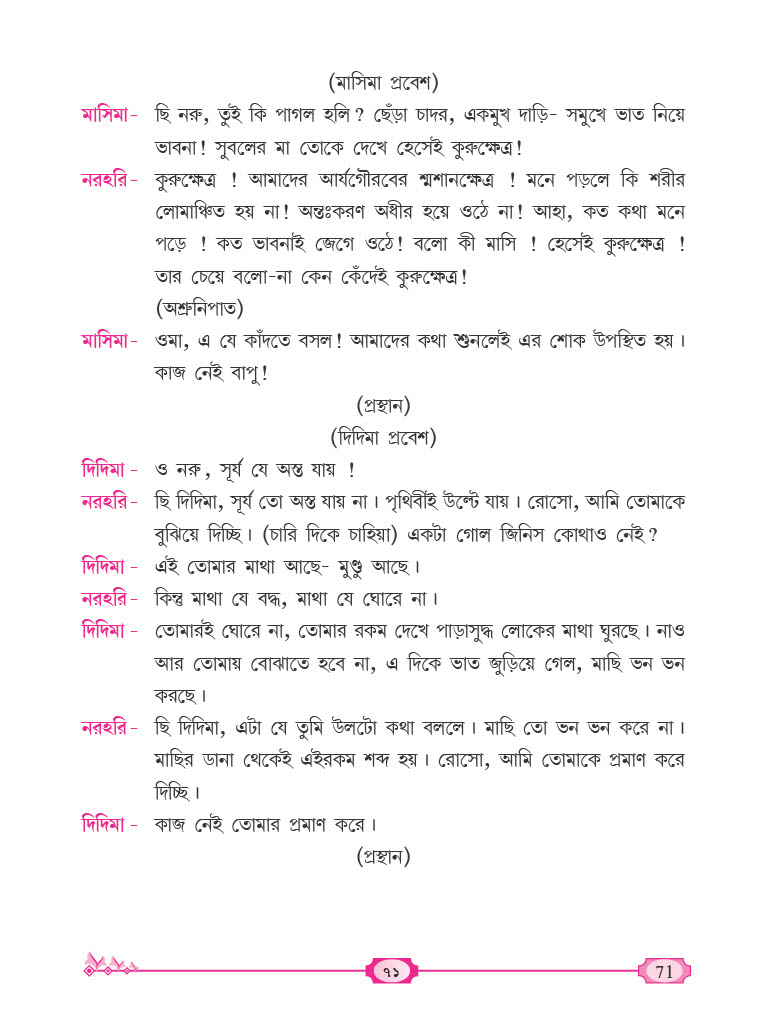 (মাসিমা প্রবেশ)
মাসিমা - ছি নরু, তুই কি পাগল হলি ? ছেঁড়া চাদর, একমুখ দাড়ি- সমুখে ভাত নিয়ে
ভাবনা! সুবলের মা তোকে দেখে হেসেই কুরুক্ষেত্র!
নরহরি - কুরুক্ষেত্র ! আমাদের আর্যগৌরবের শ্মশানক্ষেত্র ! মনে পড়লে কি শরীর
লোমাঞ্চিত হয় না! অন্তঃকরণ অধীর হয়ে ওঠে না! আহা, কত কথা মনে
পড়ে ! কত ভাবনাই জেগে ওঠে! বলো কী মাসি ! হেসেই কুরুক্ষেত্র !
তার চেয়ে বলো-না কেন কেঁদেই কুরুক্ষেত্র!
(অশ্রুনিপাত)
মাসিমা - ওমা, এ যে কাঁদতে বসল! আমাদের কথা শুনলেই এর শোক উপস্থিত হয়।
কাজ নেই বাপু!
(প্রস্থান)
(দিদিমা প্রবেশ)
দিদিমা - ও নরু, সূর্য যে অস্ত যায় !
নরহরি - ছি দিদিমা, সূর্য তো অস্ত যায় না। পৃথিবীই উল্টে যায়। রোসো, আমি তোমাকে
বুঝিয়ে দিচ্ছি। (চারি দিকে চাহিয়া) একটা গোল জিনিস কোথাও নেই?
দিদিমা - এই তোমার মাথা আছে- মুণ্ডু আছে।
নরহরি - কিন্তু মাথা যে বদ্ধ, মাথা যে ঘোরে না।
দিদিমা - তোমারই ঘোরে না, তোমার রকম দেখে পাড়াসুদ্ধ লোকের মাথা ঘুরছে। নাও
আর তোমায় বোঝাতে হবে না, এ দিকে ভাত জুড়িয়ে গেল, মাছি ভন ভন
করছে।
নরহরি - ছি দিদিমা, এটা যে তুমি উলটো কথা বললে। মাছি তো ভন ভন করে না।
মাছির ডানা থেকেই এইরকম শব্দ হয়। রোসো, আমি তোমাকে প্রমাণ করে
দিচ্ছি।
দিদিমা - কাজ নেই তোমার প্রমাণ করে।
(প্রস্থান)
৭১
71